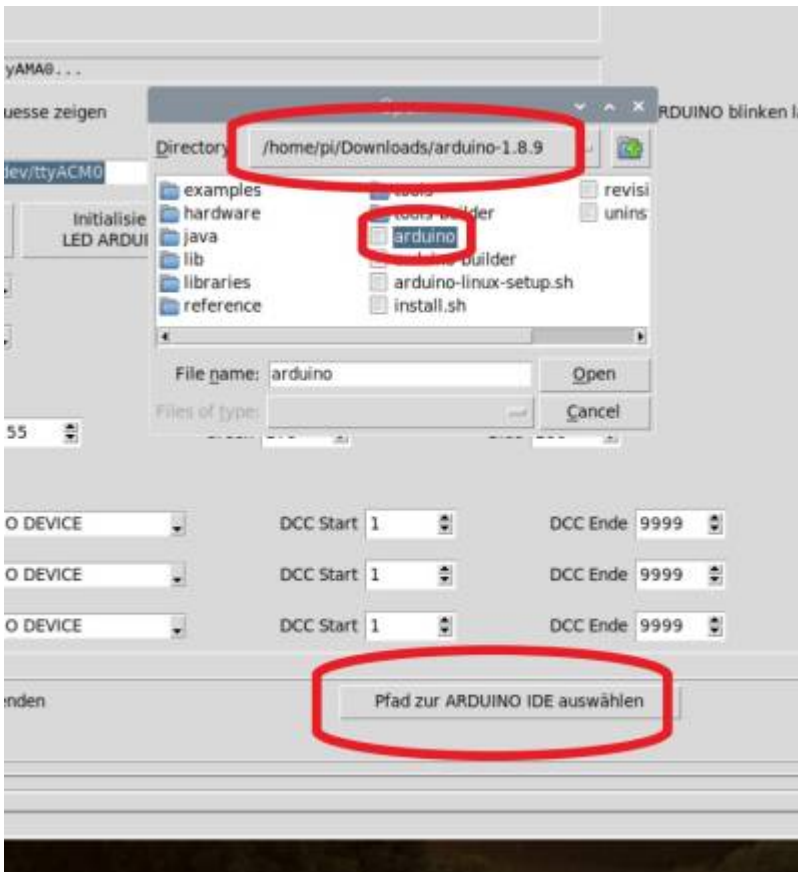 yAMA0...
uesse zeigen
RDUINO blinken l
Directory: /home/pi/Downloads/arduino-1.8.9
dev/ttyACM0
examples
revisi
Initialisie
hardware
unins
LED ARDUI
java
arduino
lib
libraries
arduino-linux-setup.sh
reference
install.sh
File name: arduino
Open
Files of type:
Cancel
55
O DEVICE
DCC Start 1
DCC Ende 9999
O DEVICE
DCC Start 1
DCC Ende 9999
O DEVICE
DCC Start 1
DCC Ende 9999
enden
Pfad zur ARDUINO IDE auswählen